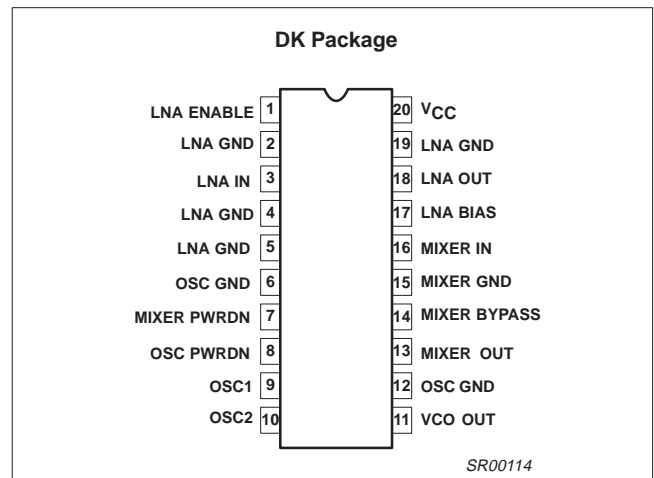 DK Package
LNA ENABLE 1 20 VCC
LNA GND 2 19 LNA GND
LNA IN 3 18 LNA OUT
LNA GND 4 17 LNA BIAS
LNA GND 5 16 MIXER IN
OSC GND 6 15 MIXER GND
MIXER PWRDN 7 14 MIXER BYPASS
OSC PWRDN 8 13 MIXER OUT
OSC1 9 12 OSC GND
OSC2 10 11 VCO OUT
SR00114